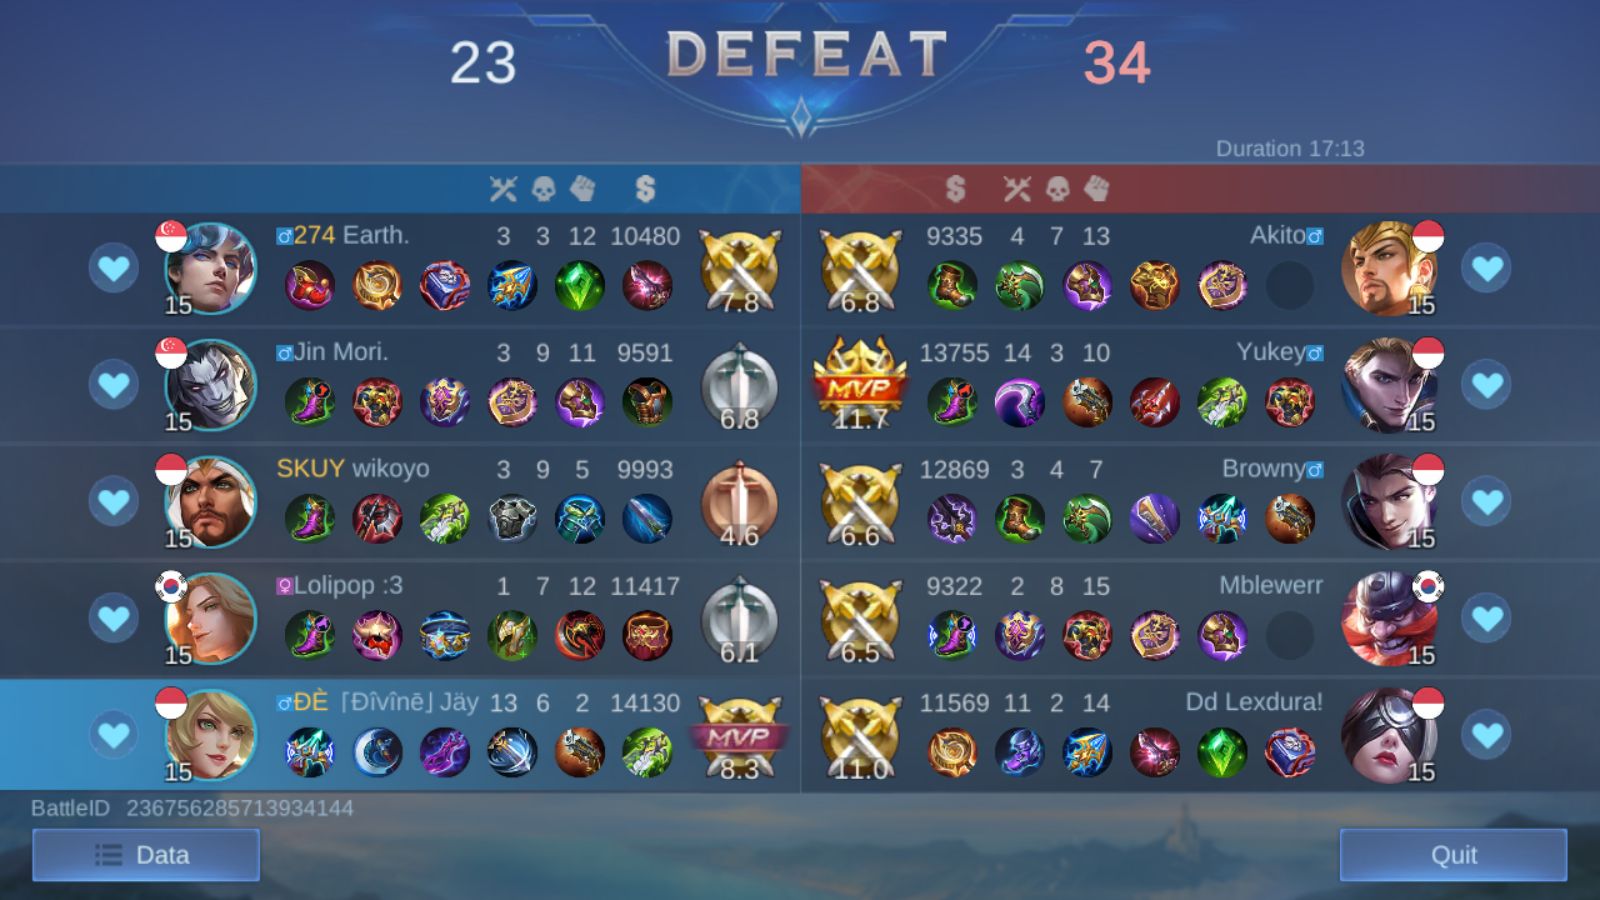 23 DEFEAT 34
Duration 17:13
274 Earth. 3 3 12 10480
15 7.8
9335 4 7 13 Akito
6.8 15
Jin Mori. 3 9 11 9591
15 6.8
13755 14 3 10 Yukey
MVP 11.7 15
SKUY wikoyo 3 9 5 9993
15 4.6
12869 3 4 7 Browny
6.6 15
Lolipop :3 1 7 12 11417
15 6.1
9322 2 8 15 Mblewerr
6.5 15
ĐÈ ⌈Đîvînē⌋ Jäy 13 6 2 14130
15 MVP 8.3
11569 11 2 14 Dd Lexdura!
11.0 15
BattleID 236756285713934144
Data Quit